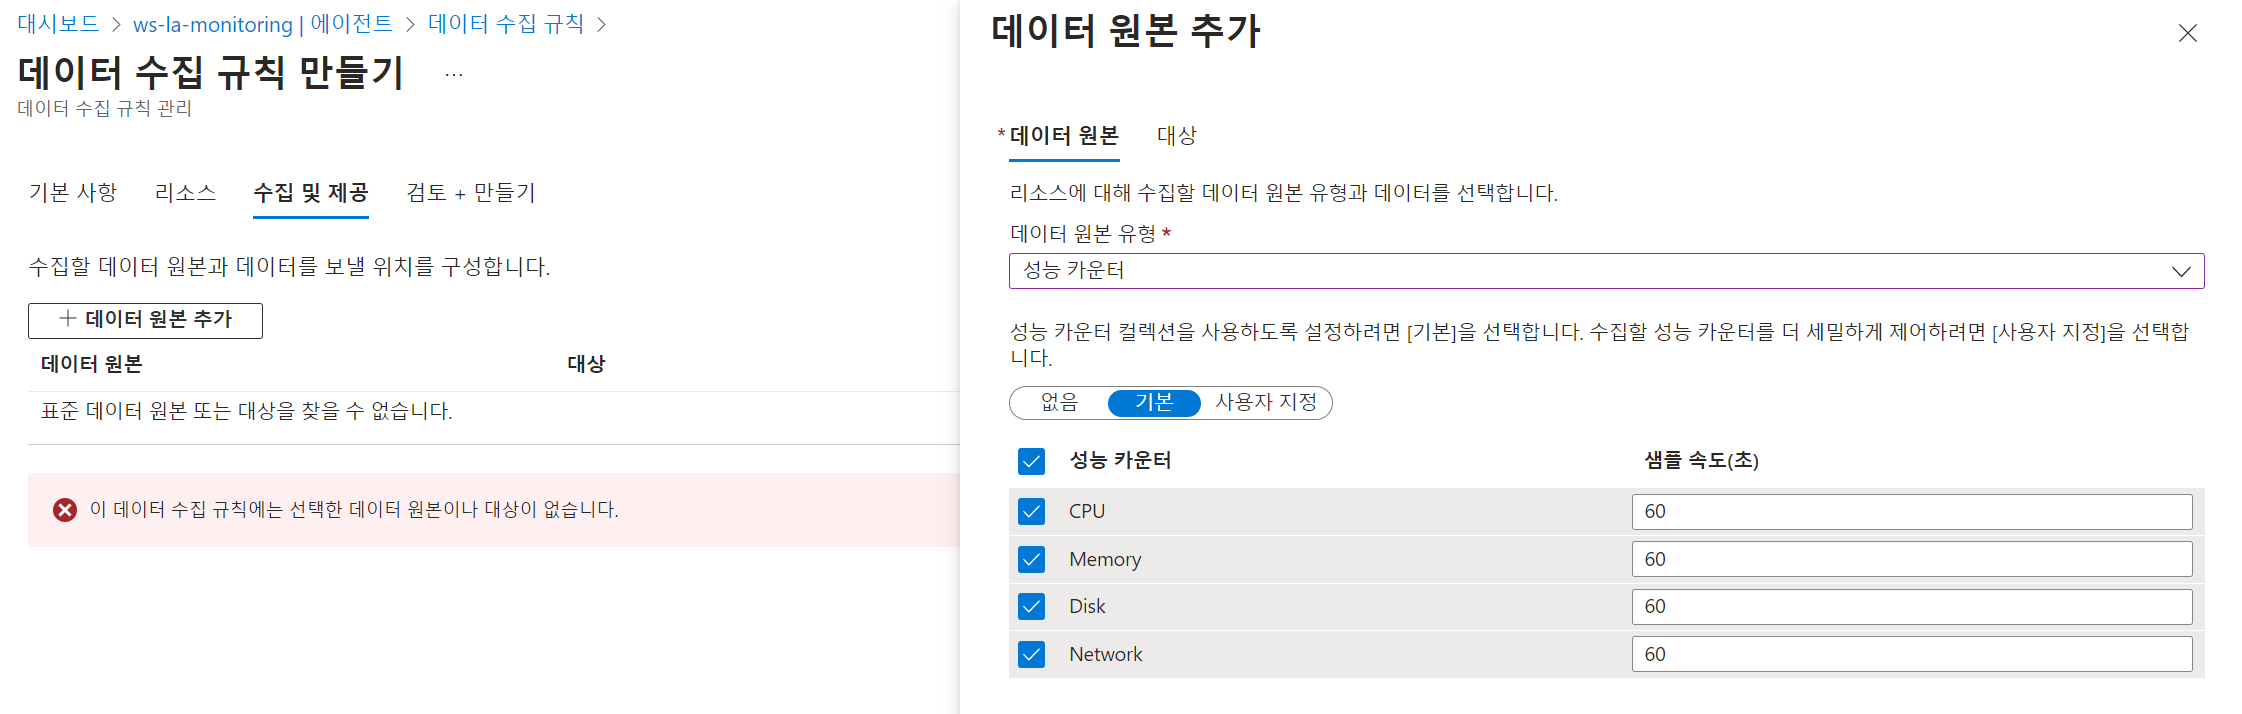 대시보드 > ws-la-monitoring | 에이전트 > 데이터 수집 규칙 >
데이터 수집 규칙 만들기 ...
데이터 수집 규칙 관리
기본 사항 리소스 수집 및 제공 검토 + 만들기
수집할 데이터 원본과 데이터를 보낼 위치를 구성합니다.
+ 데이터 원본 추가
데이터 원본 대상
표준 데이터 원본 또는 대상을 찾을 수 없습니다.
이 데이터 수집 규칙에는 선택한 데이터 원본이나 대상이 없습니다.
데이터 원본 추가
* 데이터 원본 대상
리소스에 대해 수집할 데이터 원본 유형과 데이터를 선택합니다.
데이터 원본 유형 *
성능 카운터
성능 카운터 컬렉션을 사용하도록 설정하려면 [기본]을 선택합니다. 수집할 성능 카운터를 더 세밀하게 제어하려면 [사용자 지정]을 선택합
니다.
없음 기본 사용자 지정
성능 카운터 샘플 속도(초)
CPU 60
Memory 60
Disk 60
Network 60